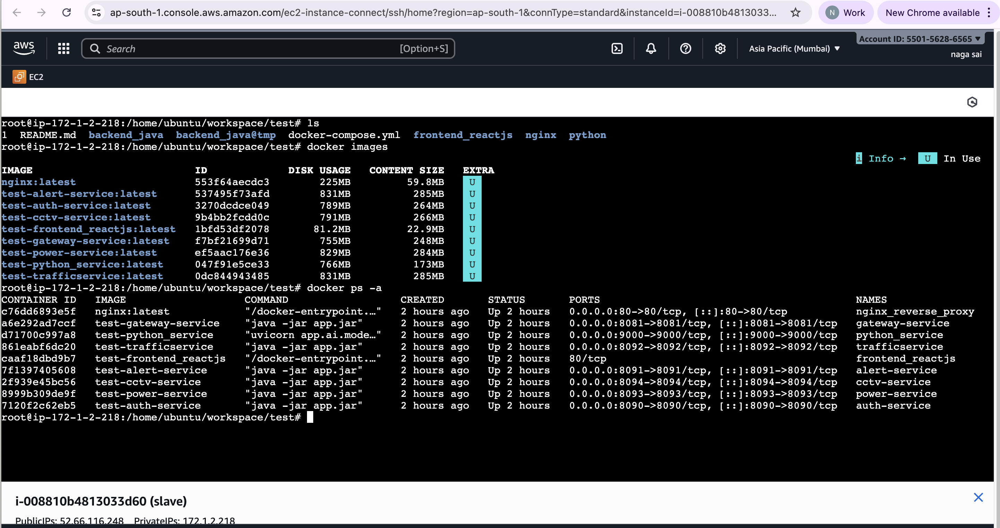 ap-south-1.console.aws.amazon.com/ec2-instance-connect/ssh/home?region=ap-south-1&connType=standard&instanceId=i-008810b4813033...
N Work
New Chrome available
aws
Search [Option+S]
Asia Pacific (Mumbai)
Account ID: 5501-5628-6565
naga sai
EC2
root@ip-172-1-2-218:/home/ubuntu/workspace/test# ls
1 README.md backend_java backend_java@tmp docker-compose.yml frontend_reactjs nginx python
root@ip-172-1-2-218:/home/ubuntu/workspace/test# docker images
i Info → U In Use
IMAGE ID DISK USAGE CONTENT SIZE EXTRA
nginx:latest 553f64aecdc3 225MB 59.8MB U
test-alert-service:latest 537495f73afd 831MB 285MB U
test-auth-service:latest 3270dcdce049 789MB 264MB U
test-cctv-service:latest 9b4bb2fcdd0c 791MB 266MB U
test-frontend_reactjs:latest 1bfd53df2078 81.2MB 22.9MB U
test-gateway-service:latest f7bf21699d71 755MB 248MB U
test-power-service:latest ef5aac176e36 829MB 284MB U
test-python_service:latest 047f91e5ce33 766MB 173MB U
test-trafficservice:latest 0dc844943485 831MB 285MB U
root@ip-172-1-2-218:/home/ubuntu/workspace/test# docker ps -a
CONTAINER ID IMAGE COMMAND CREATED STATUS PORTS NAMES
c76dd6893e5f nginx:latest "/docker-entrypoint.…" 2 hours ago Up 2 hours 0.0.0.0:80->80/tcp, [::]:80->80/tcp nginx_reverse_proxy
a6e292ad7ccf test-gateway-service "java -jar app.jar" 2 hours ago Up 2 hours 0.0.0.0:8081->8081/tcp, [::]:8081->8081/tcp gateway-service
d71700c997a8 test-python_service "uvicorn app.ai.mode…" 2 hours ago Up 2 hours 0.0.0.0:9000->9000/tcp, [::]:9000->9000/tcp python_service
861eabf6dc20 test-trafficservice "java -jar app.jar" 2 hours ago Up 2 hours 0.0.0.0:8092->8092/tcp, [::]:8092->8092/tcp trafficservice
caaf18dbd9b7 test-frontend_reactjs "/docker-entrypoint.…" 2 hours ago Up 2 hours 80/tcp frontend_reactjs
7f1397405608 test-alert-service "java -jar app.jar" 2 hours ago Up 2 hours 0.0.0.0:8091->8091/tcp, [::]:8091->8091/tcp alert-service
2f939e45bc56 test-cctv-service "java -jar app.jar" 2 hours ago Up 2 hours 0.0.0.0:8094->8094/tcp, [::]:8094->8094/tcp cctv-service
8999b309de9f test-power-service "java -jar app.jar" 2 hours ago Up 2 hours 0.0.0.0:8093->8093/tcp, [::]:8093->8093/tcp power-service
7120f2c62eb5 test-auth-service "java -jar app.jar" 2 hours ago Up 2 hours 0.0.0.0:8090->8090/tcp, [::]:8090->8090/tcp auth-service
root@ip-172-1-2-218:/home/ubuntu/workspace/test#
i-008810b4813033d60 (slave)
PublicIPs: 52.66.116.248 PrivateIPs: 172.1.2.218